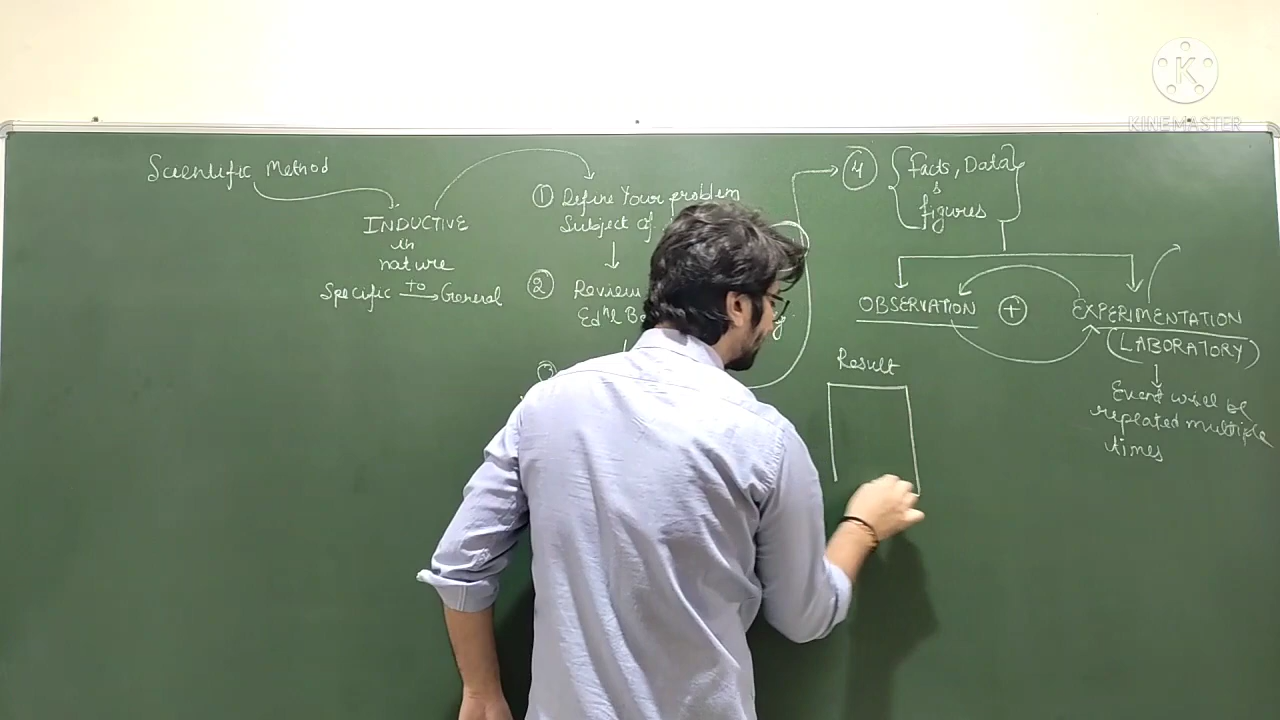 Scientific Method
INDUCTIVE
in
nature
Specific to General
① Define Your problem
Subject of
② Review
Ed^nl
③
④ Facts, Data
&
figures
OBSERVATION + EXPERIMENTATION
(LABORATORY)
Event will be
repeated multiple
times
Result
K
KINEMASTER